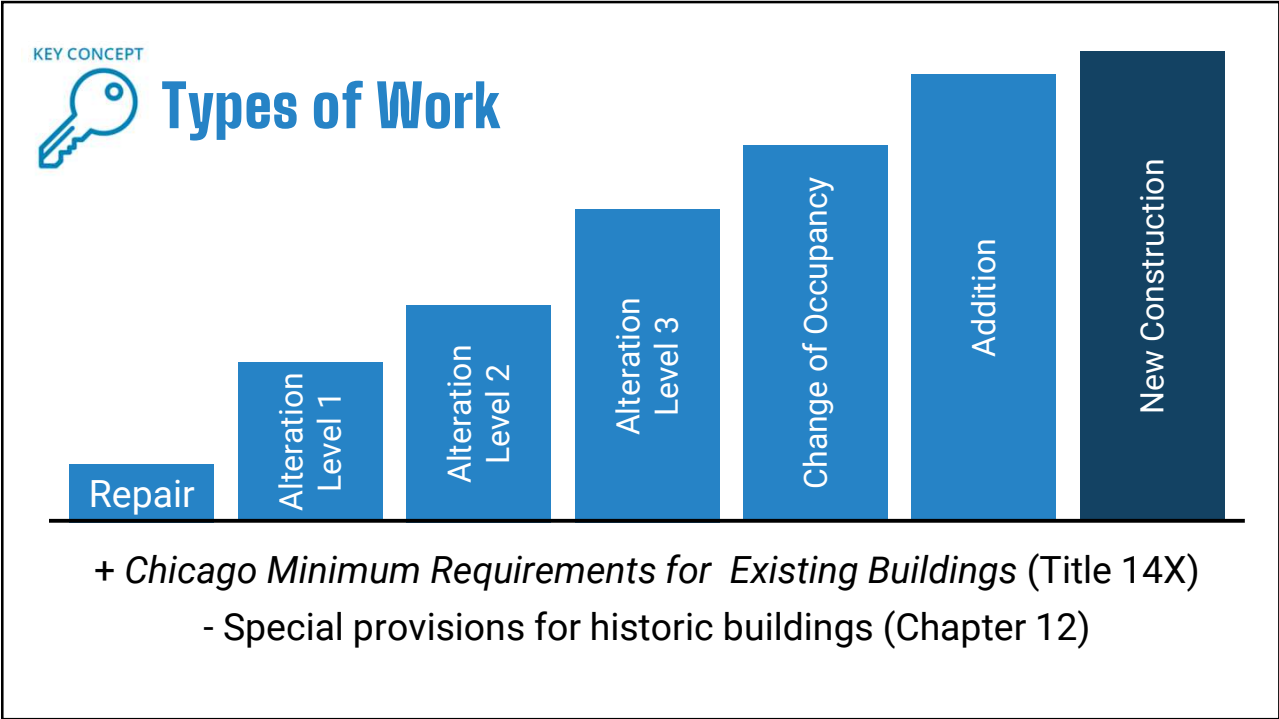 KEY CONCEPT
Types of Work
Repair
Alteration
Level 1
Alteration
Level 2
Alteration
Level 3
Change of Occupancy
Addition
New Construction
+ Chicago Minimum Requirements for Existing Buildings (Title 14X)
- Special provisions for historic buildings (Chapter 12)